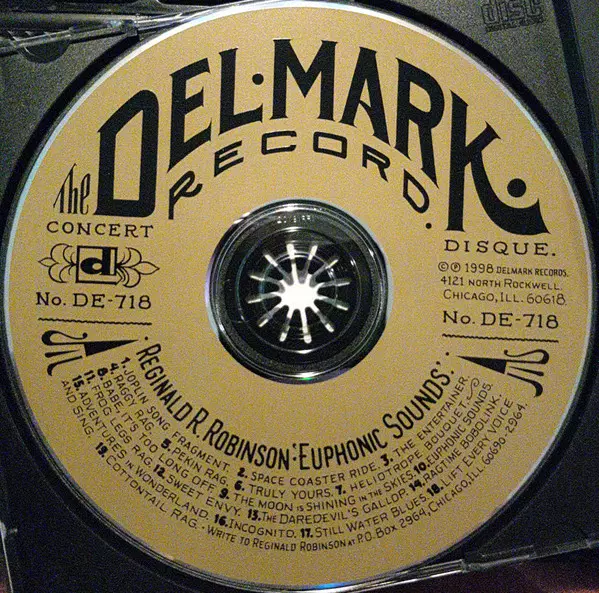 disc
The DEL·MARK
RECORD.
CONCERT
DISQUE.
d
No. DE-718
©℗ 1998 DELMARK RECORDS.
4121 NORTH ROCKWELL.
CHICAGO, ILL. 60618
No. DE-718
·REGINALD R. ROBINSON: EUPHONIC SOUNDS.·
1. JOPLIN SONG FRAGMENT. 2. SPACE COASTER RIDE. 3. THE ENTERTAINER.
4. RAGGY RAG. 5. PEKIN RAG. 6. TRULY YOURS. 7. HELIOTROPE BOUQUET.
8. BABE, IT'S TOO LONG OFF. 9. THE MOON IS SHINING IN THE SKIES. 10. EUPHONIC SOUNDS.
11. FROG LEGS RAG. 12. SWEET ENVY. 13. THE DAREDEVIL'S GALLOP. 14. RAGTIME BOBOLINK.
15. ADVENTURES IN WONDERLAND. 16. INCOGNITO. 17. STILL WATER BLUES. 18. LIFT EVERY VOICE
AND SING. 19. COTTONTAIL RAG. - WRITE TO REGINALD ROBINSON AT P.O. BOX 2964, CHICAGO, ILL 60690-2964.